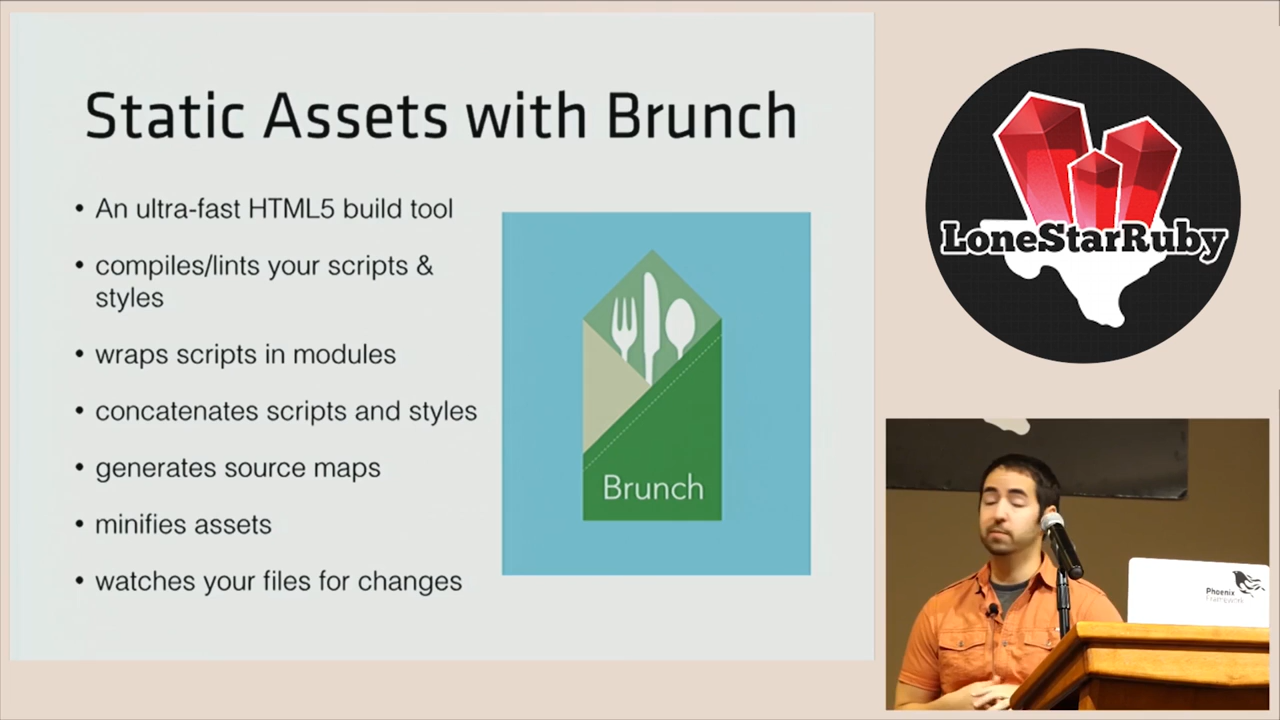 Static Assets with Brunch
• An ultra-fast HTML5 build tool
• compiles/lints your scripts &
styles
• wraps scripts in modules
• concatenates scripts and styles
• generates source maps
• minifies assets
• watches your files for changes
Brunch
LoneStarRuby
Phoenix
Framework